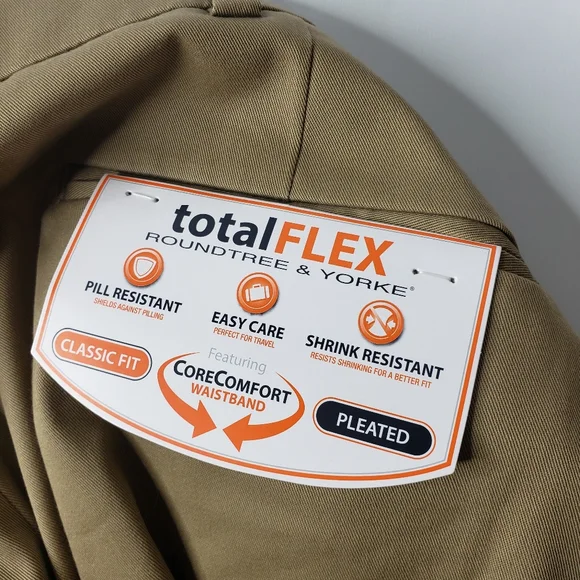 totalFLEX
ROUNDTREE & YORKE®
PILL RESISTANT
SHIELDS AGAINST PILLING
EASY CARE
PERFECT FOR TRAVEL
SHRINK RESISTANT
RESISTS SHRINKING FOR A BETTER FIT
CLASSIC FIT
Featuring
CORECOMFORT
WAISTBAND
PLEATED